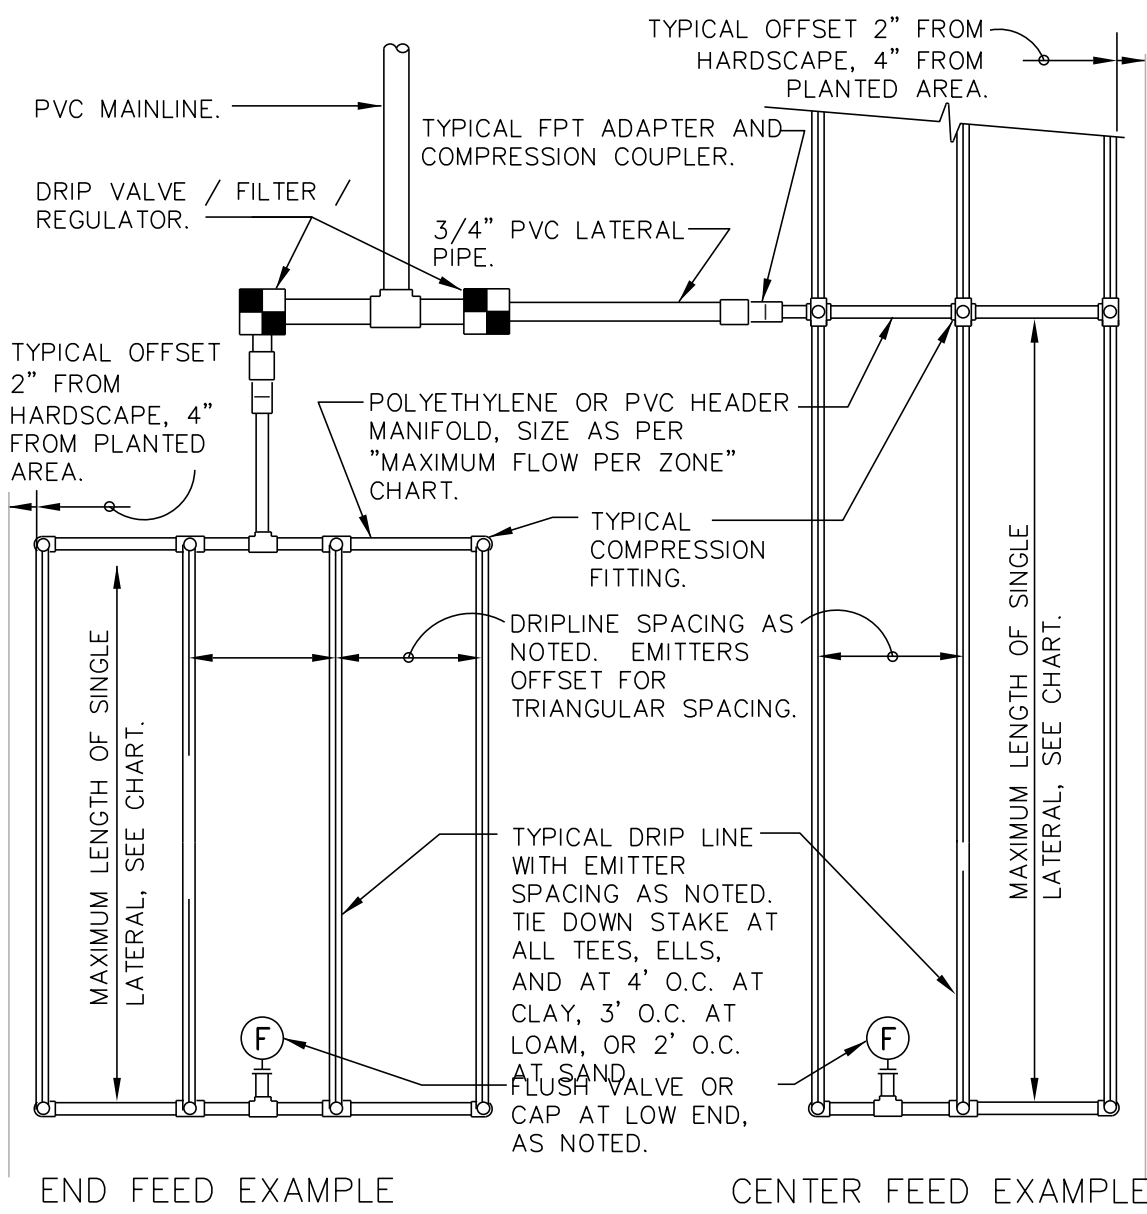 TYPICAL OFFSET 2" FROM
HARDSCAPE, 4" FROM
PLANTED AREA.
PVC MAINLINE.
TYPICAL FPT ADAPTER AND
COMPRESSION COUPLER.
DRIP VALVE / FILTER /
REGULATOR.
3/4" PVC LATERAL
PIPE.
TYPICAL OFFSET
2" FROM
HARDSCAPE, 4"
FROM PLANTED
AREA.
POLYETHYLENE OR PVC HEADER
MANIFOLD, SIZE AS PER
"MAXIMUM FLOW PER ZONE"
CHART.
TYPICAL
COMPRESSION
FITTING.
DRIPLINE SPACING AS
NOTED. EMITTERS
OFFSET FOR
TRIANGULAR SPACING.
MAXIMUM LENGTH OF SINGLE
LATERAL, SEE CHART.
MAXIMUM LENGTH OF SINGLE
LATERAL, SEE CHART.
TYPICAL DRIP LINE
WITH EMITTER
SPACING AS NOTED.
TIE DOWN STAKE AT
ALL TEES, ELLS,
AND AT 4' O.C. AT
CLAY, 3' O.C. AT
LOAM, OR 2' O.C.
AT SAND.
F
F
FLUSH VALVE OR
CAP AT LOW END,
AS NOTED.
END FEED EXAMPLE
CENTER FEED EXAMPLE